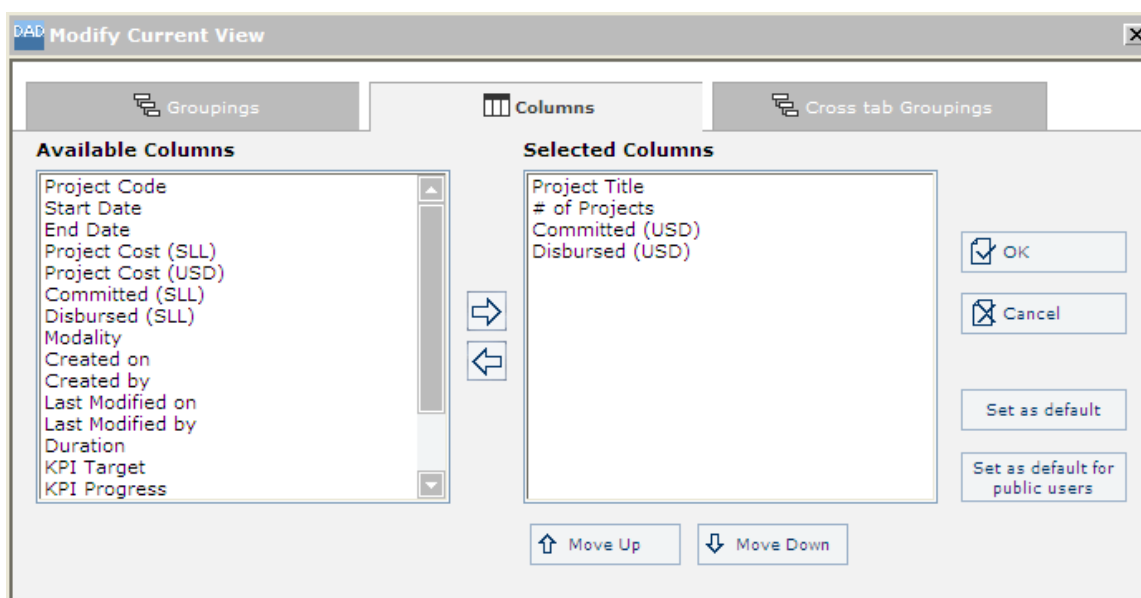 DAD Modify Current View
Groupings
Columns
Cross tab Groupings
Available Columns
Project Code
Start Date
End Date
Project Cost (SLL)
Project Cost (USD)
Committed (SLL)
Disbursed (SLL)
Modality
Created on
Created by
Last Modified on
Last Modified by
Duration
KPI Target
KPI Progress
Selected Columns
Project Title
# of Projects
Committed (USD)
Disbursed (USD)
OK
Cancel
Set as default
Set as default for
public users
Move Up
Move Down